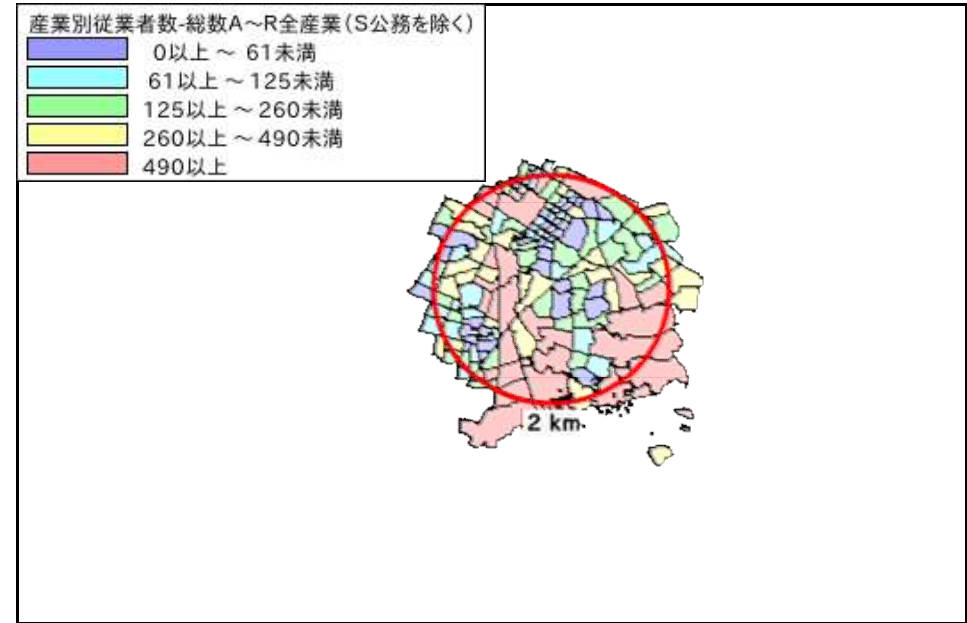 産業別従業者数-総数A～R全産業(S公務を除く)
0以上 ～ 61未満
61以上 ～ 125未満
125以上 ～ 260未満
260以上 ～ 490未満
490以上
2 km